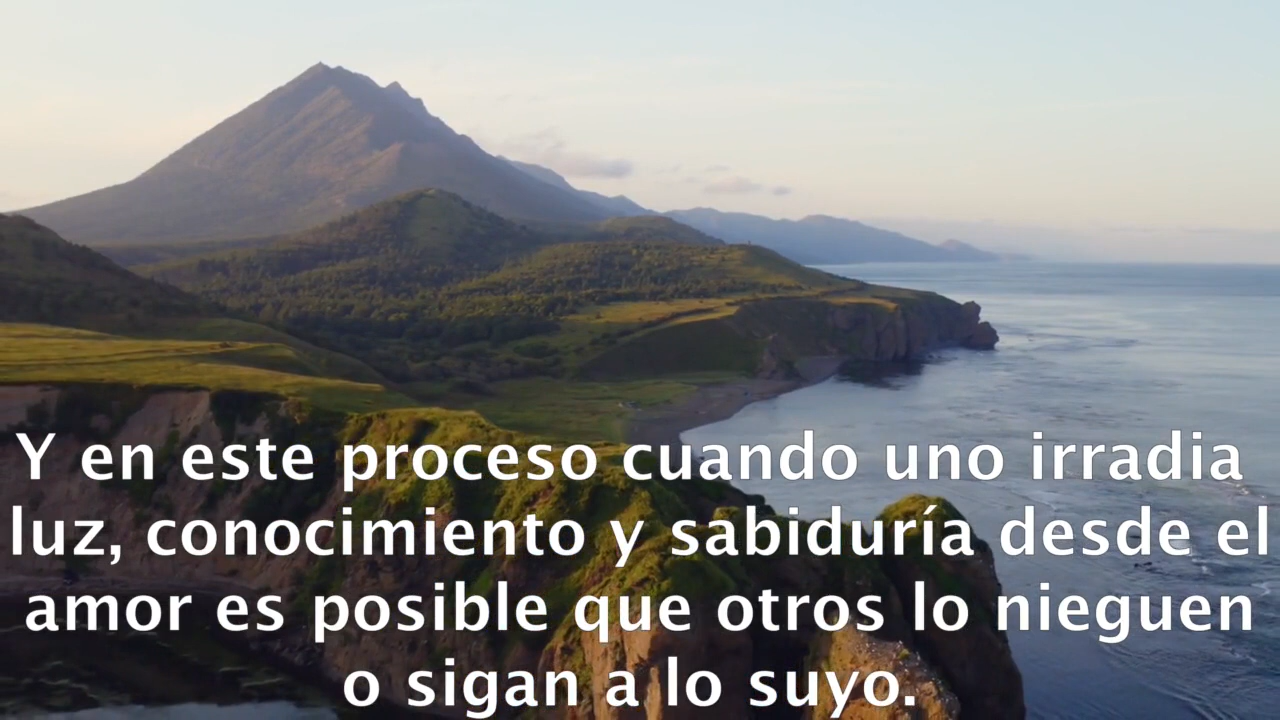 Y en este proceso cuando uno irradia
luz, conocimiento y sabiduría desde el
amor es posible que otros lo nieguen
o sigan a lo suyo.